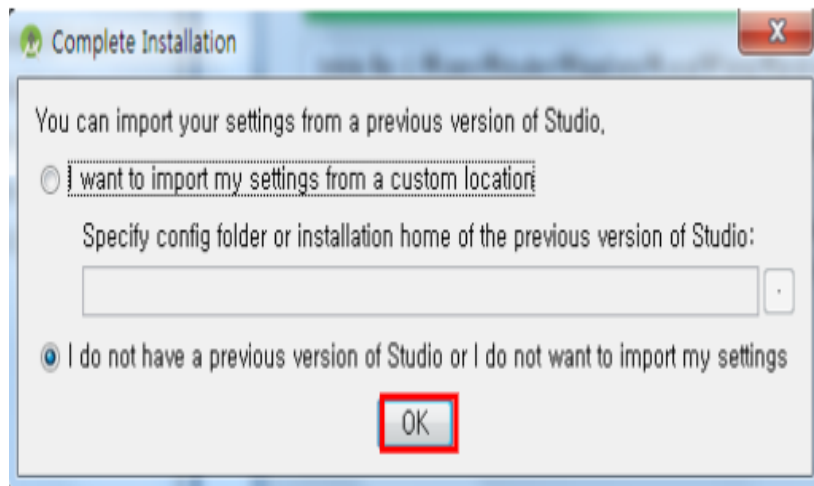 Complete Installation
You can import your settings from a previous version of Studio,
I want to import my settings from a custom location
Specify config folder or installation home of the previous version of Studio:
I do not have a previous version of Studio or I do not want to import my settings
OK